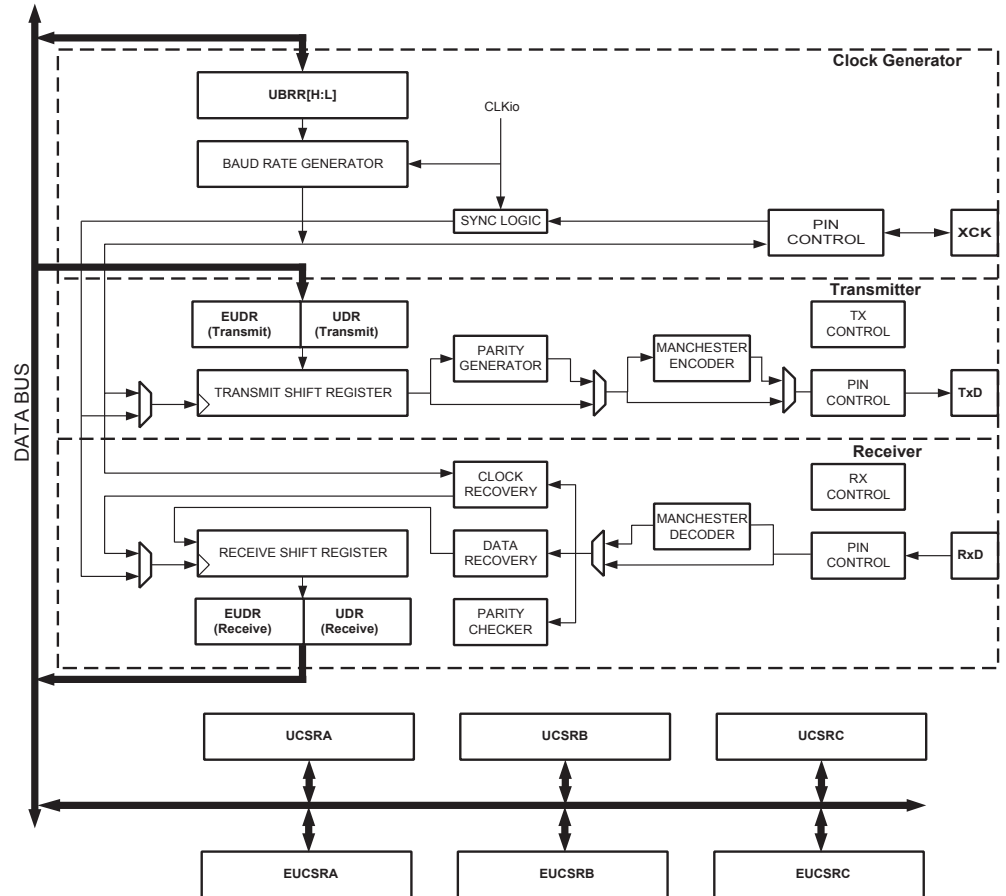 Clock Generator
UBRR[H:L]
CLKio
BAUD RATE GENERATOR
SYNC LOGIC
PIN
CONTROL
XCK
DATA BUS
Transmitter
EUDR
(Transmit)
UDR
(Transmit)
TX
CONTROL
PARITY
GENERATOR
MANCHESTER
ENCODER
TRANSMIT SHIFT REGISTER
PIN
CONTROL
TxD
Receiver
CLOCK
RECOVERY
RX
CONTROL
MANCHESTER
DECODER
RECEIVE SHIFT REGISTER
DATA
RECOVERY
PIN
CONTROL
RxD
EUDR
(Receive)
UDR
(Receive)
PARITY
CHECKER
UCSRA
UCSRB
UCSRC
EUCSRA
EUCSRB
EUCSRC